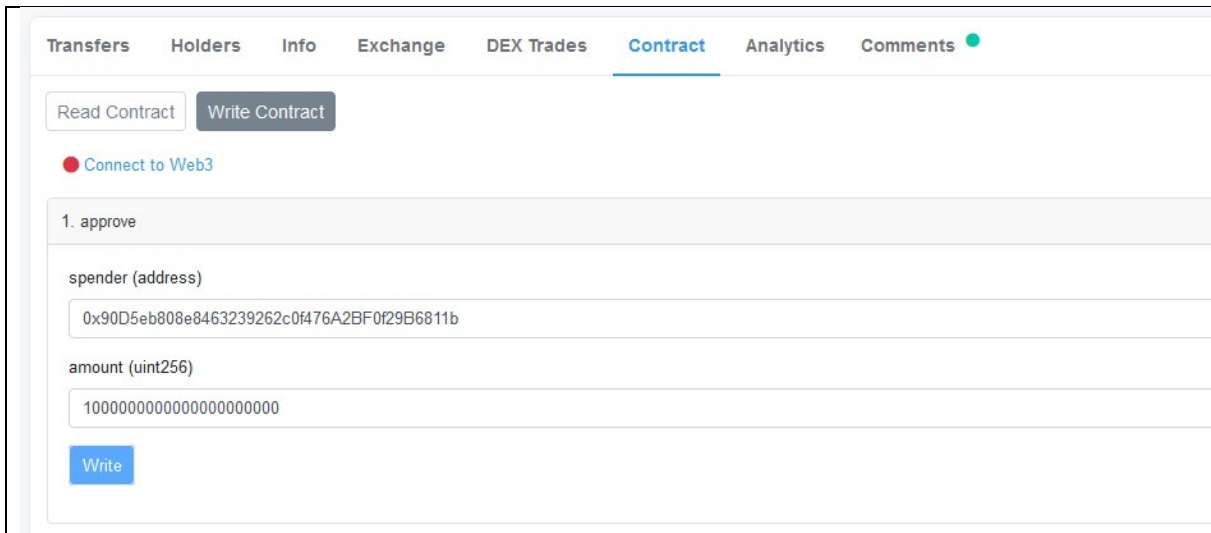 Transfers Holders Info Exchange DEX Trades Contract Analytics Comments
Read Contract Write Contract
Connect to Web3
1. approve
spender (address)
0x90D5eb808e8463239262c0f476A2BF0f29B6811b
amount (uint256)
1000000000000000000000
Write